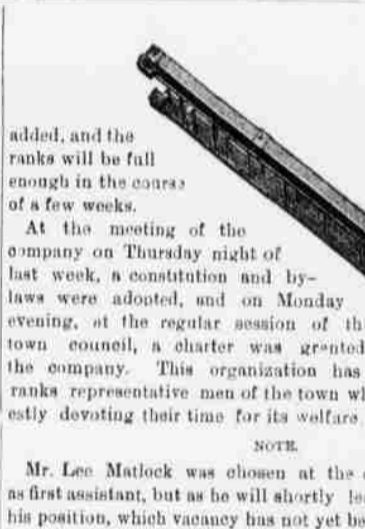 added, and the
ranks will be full
enough in the course
of a few weeks.
At the meeting of the
company on Thursday night of
last week, a constitution and by-
laws were adopted, and on Monday
evening, at the regular session of th
town council, a charter was granted
the company. This organization has
ranks representative men of the town wh
estly devoting their time for its welfare
NOTE.
Mr. Lee Matlock was chosen at the
as first assistant, but as he will shortly le
his position, which vacancy has not yet be